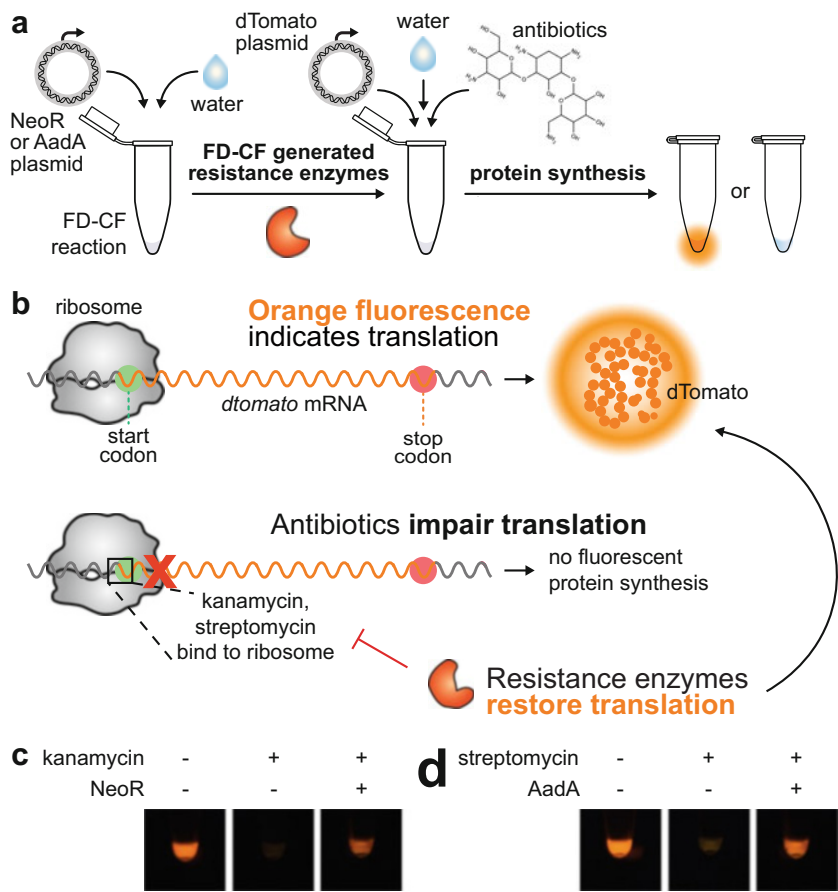 a
dTomato
plasmid
water
antibiotics
water
NeoR
or AadA
plasmid
FD-CF generated
resistance enzymes
protein synthesis
or
FD-CF
reaction
b
ribosome
Orange fluorescence
indicates translation
dtomato mRNA
dTomato
start
codon
stop
codon
Antibiotics impair translation
X
no fluorescent
protein synthesis
kanamycin,
streptomycin
bind to ribosome
Resistance enzymes
restore translation
c
kanamycin - + +
NeoR - - +
d
streptomycin - + +
AadA - - +